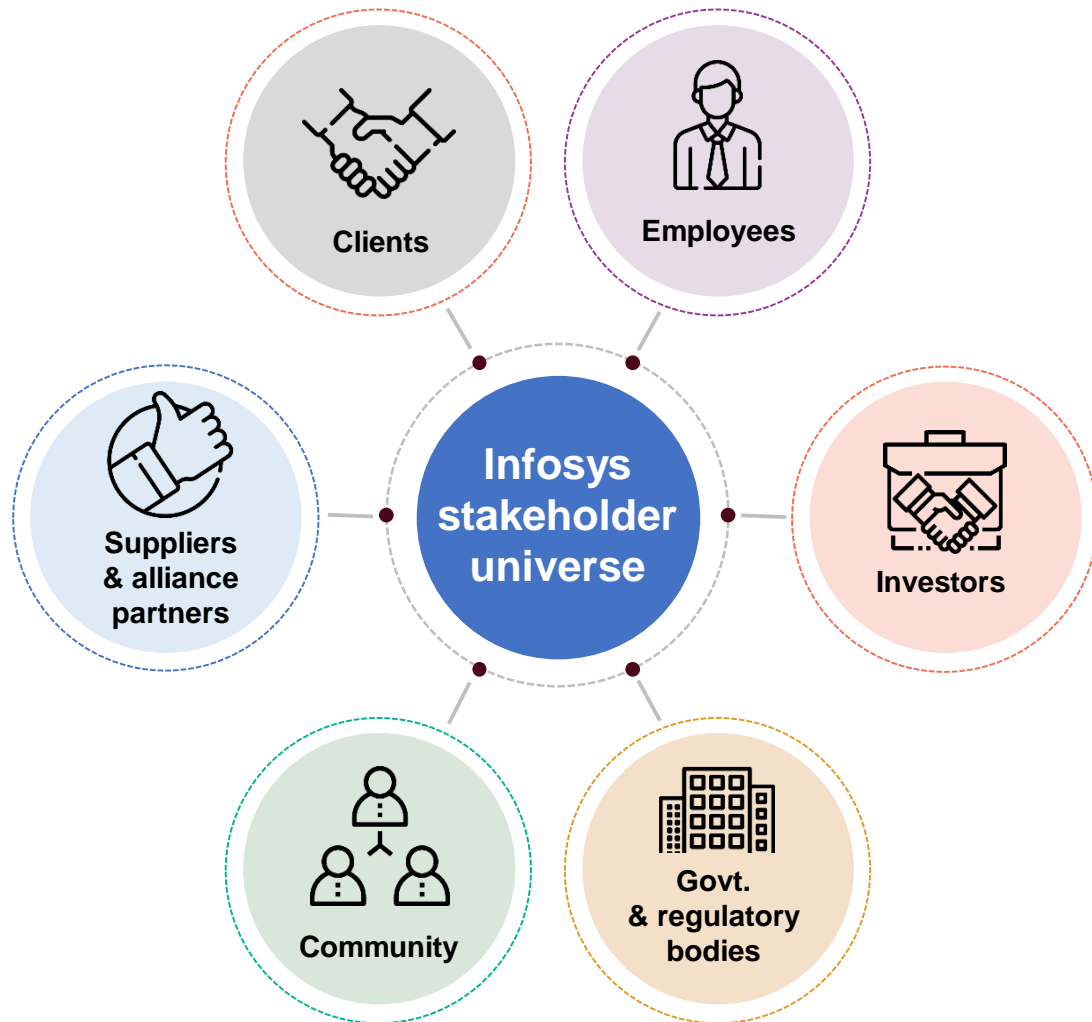 Clients
Employees
Infosys
stakeholder
universe
Suppliers
& alliance
partners
Investors
Community
Govt.
& regulatory
bodies